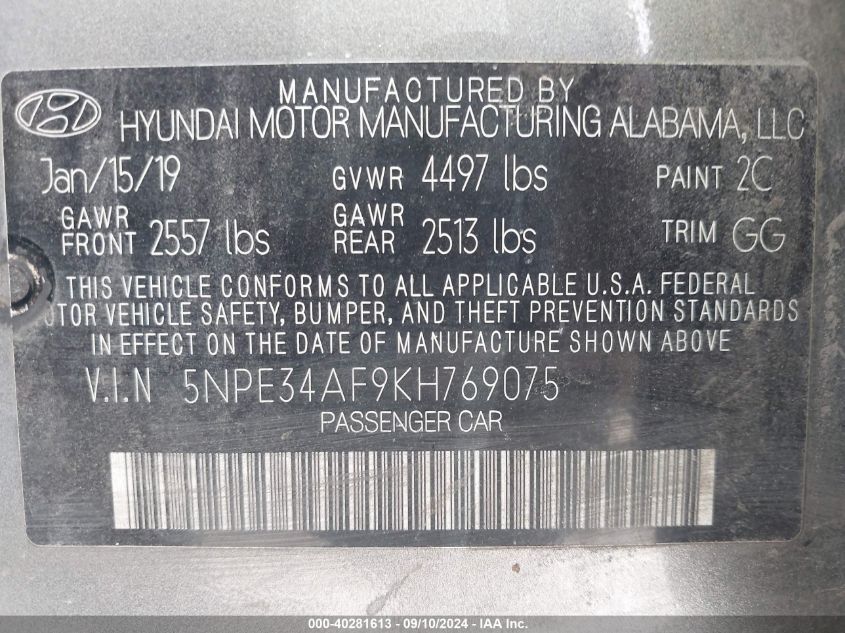 MANUFACTURED BY
HYUNDAI MOTOR MANUFACTURING ALABAMA, LLC
Jan/15/19 GVWR 4497 lbs PAINT 2C
GAWR FRONT 2557 lbs GAWR REAR 2513 lbs TRIM GG
THIS VEHICLE CONFORMS TO ALL APPLICABLE U.S.A. FEDERAL
OTOR VEHICLE SAFETY, BUMPER, AND THEFT PREVENTION STANDARDS
IN EFFECT ON THE DATE OF MANUFACTURE SHOWN ABOVE
V.I.N 5NPE34AF9KH769075
PASSENGER CAR
000-40281613 - 09/10/2024 - IAA Inc.